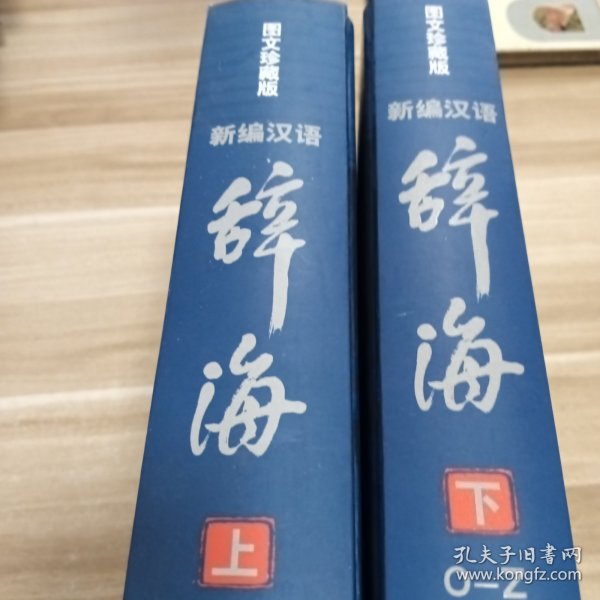 图文珍藏版
新编汉语
辞海
上
图文珍藏版
新编汉语
辞海
下
O—Z
孔夫子旧书网
www.kongfz.com